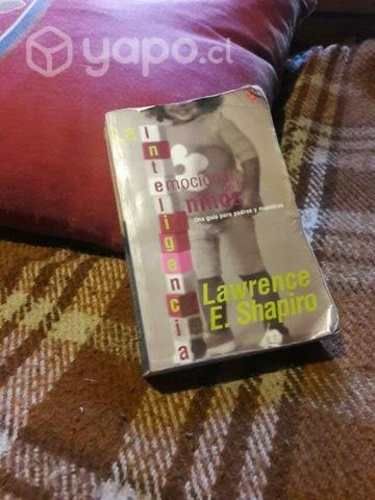 yapo.cl
La
Inteligencia
emocional
niños
Una guía para padres y maestros
Lawrence
E. Shapiro